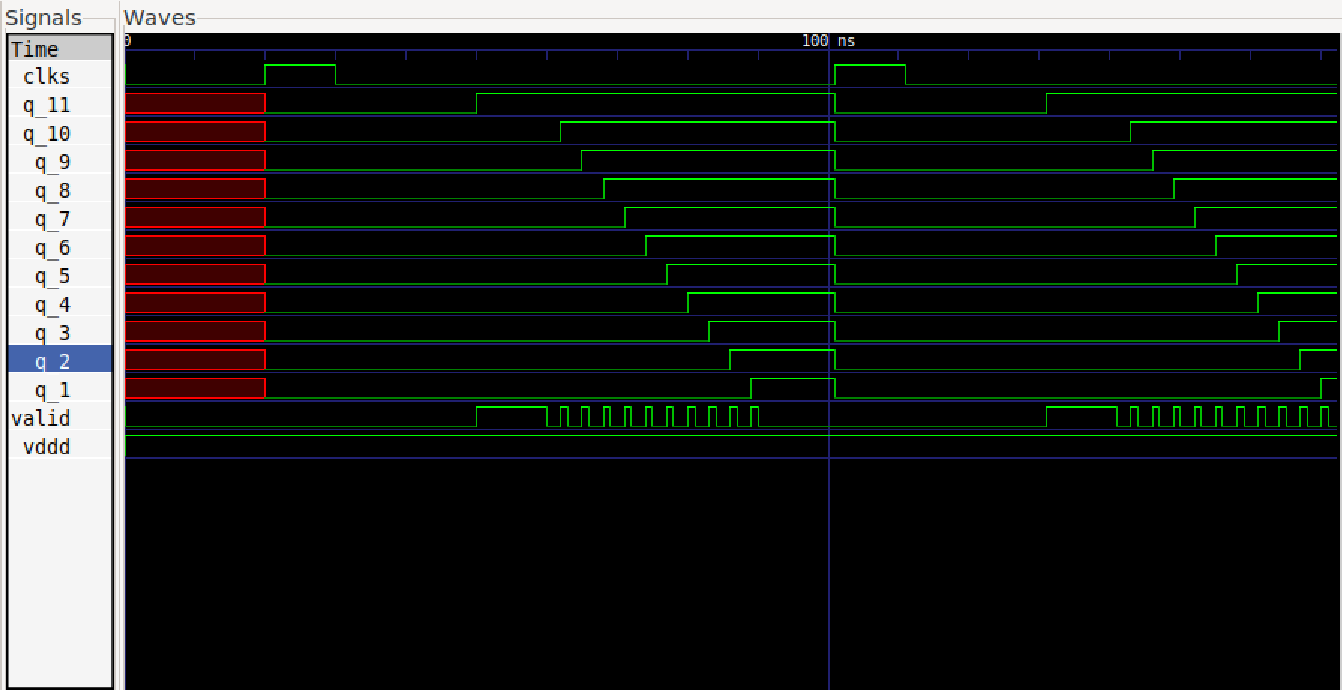 Signals Waves
0 100 ns
Time
clks
q_11
q_10
q_9
q_8
q_7
q_6
q_5
q_4
q_3
q_2
q_1
valid
vddd